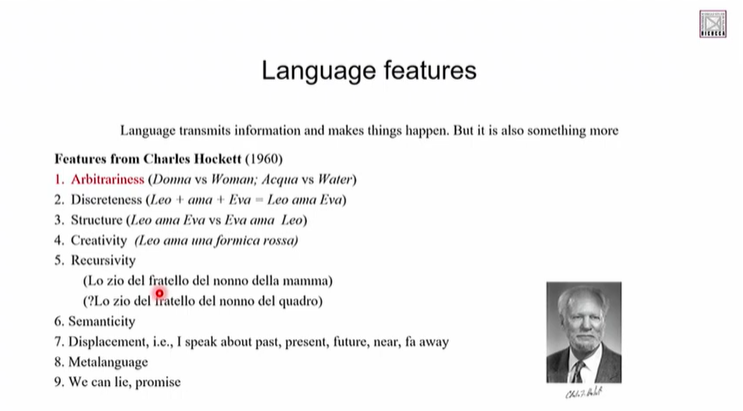 BICOCCA
Language features
Language transmits information and makes things happen. But it is also something more
Features from Charles Hockett (1960)
1. Arbitrariness (Donna vs Woman; Acqua vs Water)
2. Discreteness (Leo + ama + Eva = Leo ama Eva)
3. Structure (Leo ama Eva vs Eva ama Leo)
4. Creativity (Leo ama una formica rossa)
5. Recursivity
(Lo zio del fratello del nonno della mamma)
(?Lo zio del fratello del nonno del quadro)
6. Semanticity
7. Displacement, i.e., I speak about past, present, future, near, fa away
8. Metalanguage
9. We can lie, promise